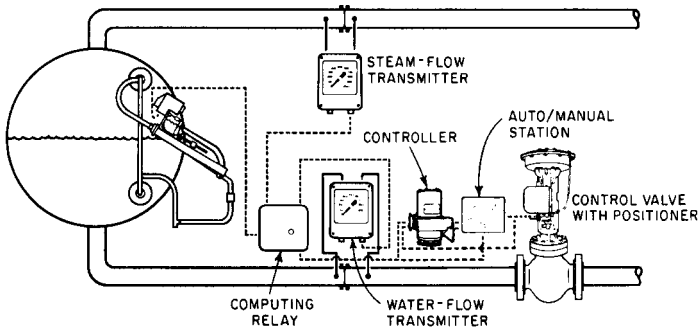 STEAM-FLOW
TRANSMITTER
AUTO/MANUAL
STATION
CONTROLLER
CONTROL VALVE
WITH POSITIONER
COMPUTING
RELAY
WATER-FLOW
TRANSMITTER